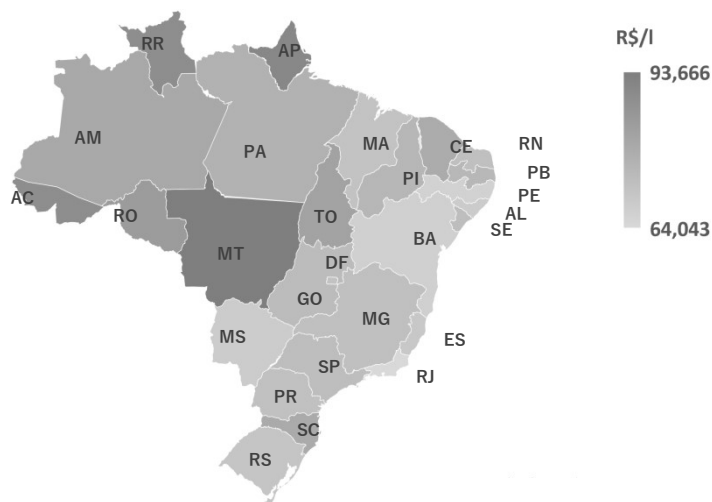 RR
AP
R$/l
93,666
AM
PA
MA
CE
RN
PI
PB
PE
AC
RO
TO
AL
SE
BA
MT
DF
64,043
GO
MG
MS
ES
SP
RJ
PR
SC
RS